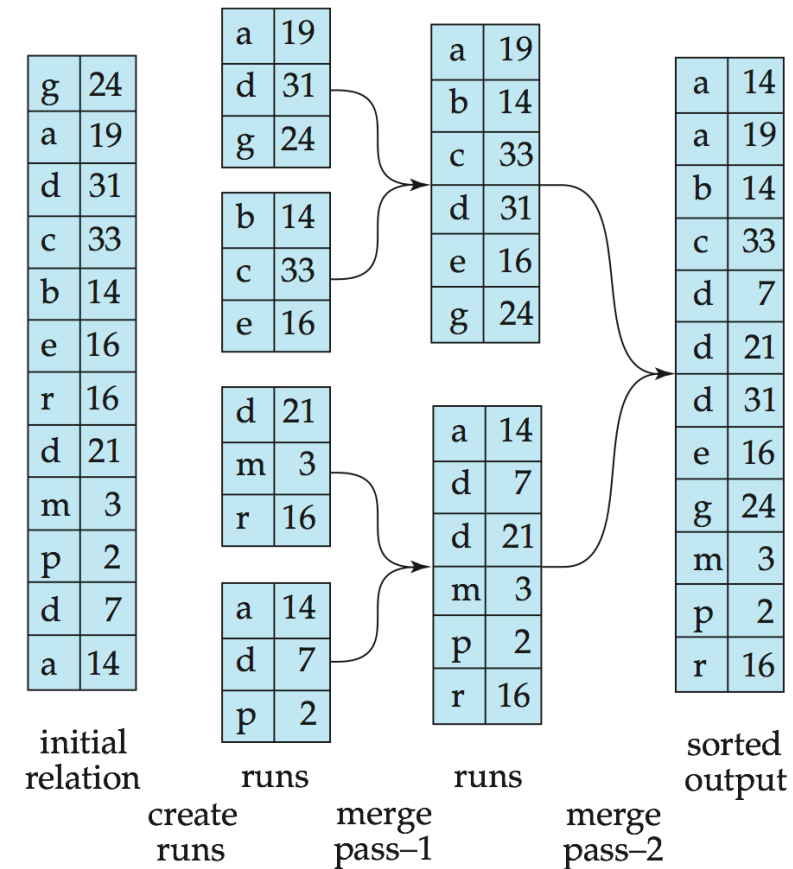 g 24
a 19
d 31
c 33
b 14
e 16
r 16
d 21
m 3
p 2
d 7
a 14
initial
relation
a 19
d 31
g 24
b 14
c 33
e 16
d 21
m 3
r 16
a 14
d 7
p 2
runs
create
runs
a 19
b 14
c 33
d 31
e 16
g 24
a 14
d 7
d 21
m 3
p 2
r 16
runs
merge
pass–1
a 14
a 19
b 14
c 33
d 7
d 21
d 31
e 16
g 24
m 3
p 2
r 16
sorted
output
merge
pass–2